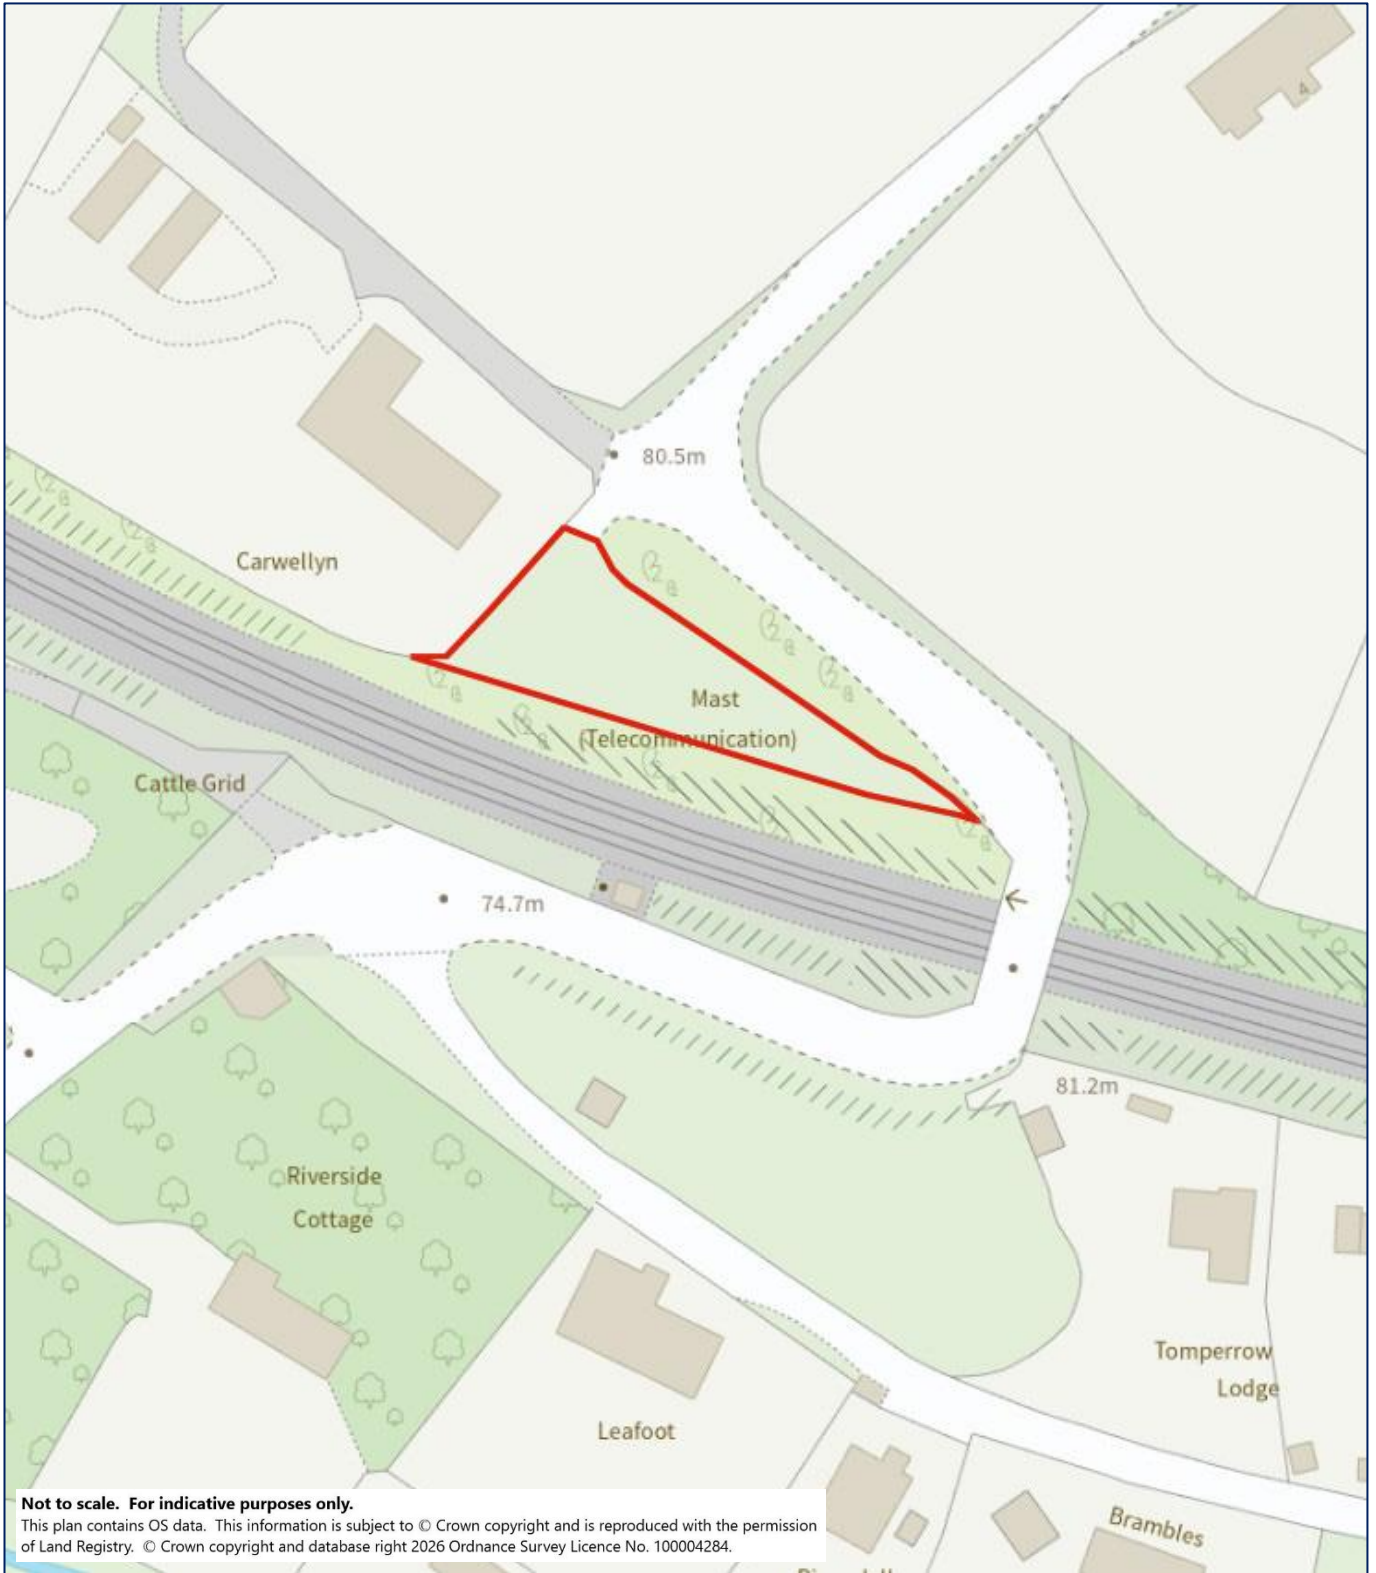 4
80.5m
Carwellyn
Mast
(Telecommunication)
Cattle Grid
74.7m
81.2m
Riverside
Cottage
Tomperrow
Lodge
Leafoot
Brambles
Not to scale. For indicative purposes only.
This plan contains OS data. This information is subject to © Crown copyright and is reproduced with the permission
of Land Registry. © Crown copyright and database right 2026 Ordnance Survey Licence No. 100004284.